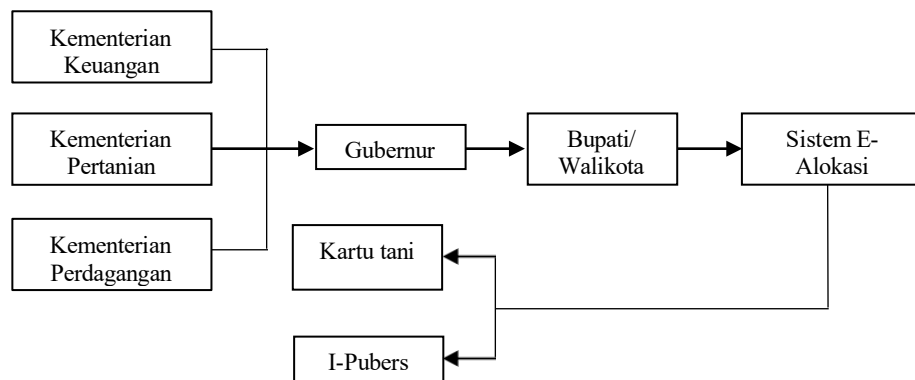 Kementerian
Keuangan
Kementerian
Pertanian
Gubernur
Bupati/
Walikota
Sistem E-
Alokasi
Kementerian
Perdagangan
Kartu tani
I-Pubers